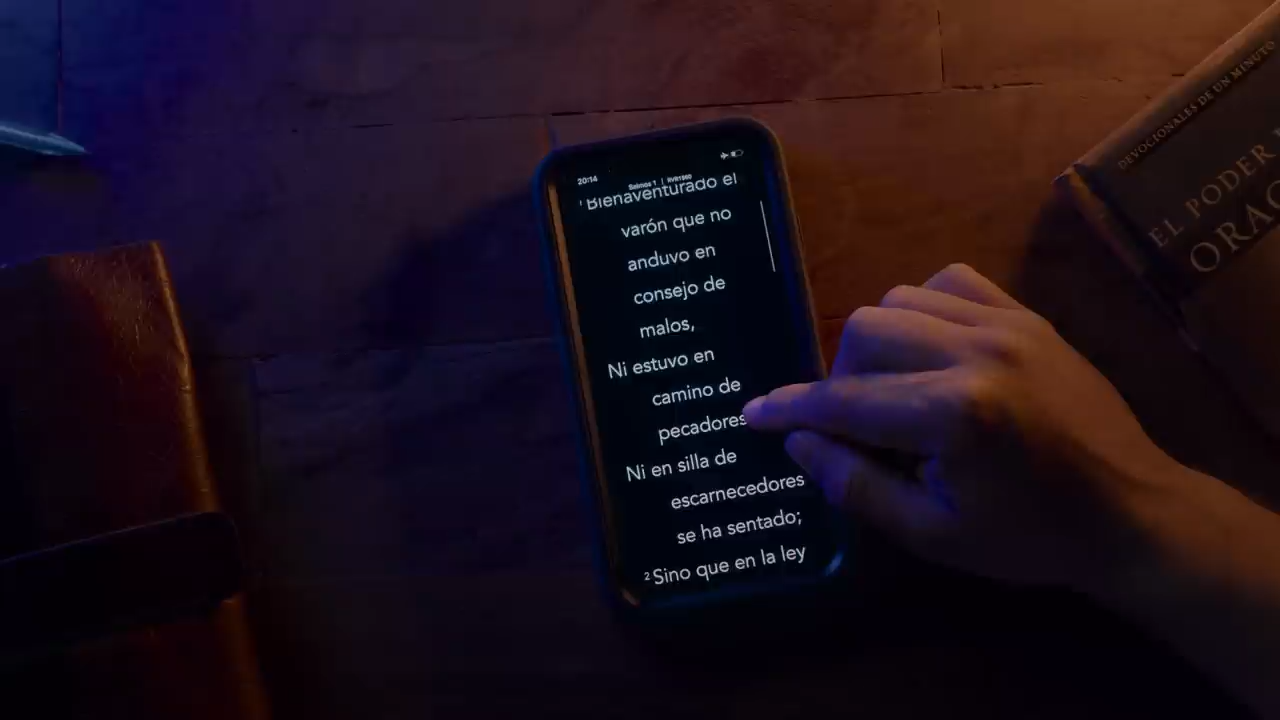 20:14
Salmos 1 | RVR1960
¹ Bienaventurado el
varón que no
anduvo en
consejo de
malos,
Ni estuvo en
camino de
pecadores
Ni en silla de
escarnecedores
se ha sentado;
² Sino que en la ley
DEVOCIONALES DE UN MINUTO
EL PODER